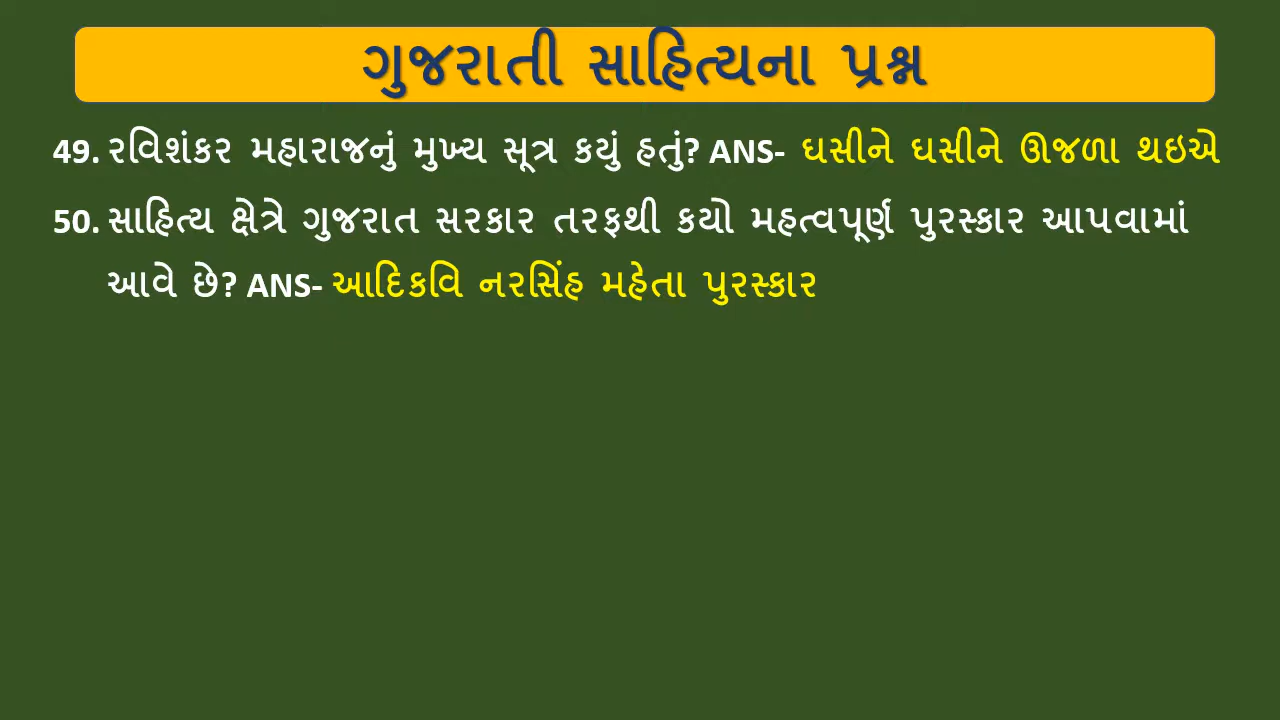 ગુજરાતી સાહિત્યના પ્રશ્ન
49. રવિશંકર મહારાજનું મુખ્ય સૂત્ર કયું હતું? ANS- ઘસીને ઘસીને ઊજળા થઇએ
50. સાહિત્ય ક્ષેત્રે ગુજરાત સરકાર તરફથી કયો મહત્વપૂર્ણ પુરસ્કાર આપવામાં
આવે છે? ANS- આદિકવિ નરસિંહ મહેતા પુરસ્કાર